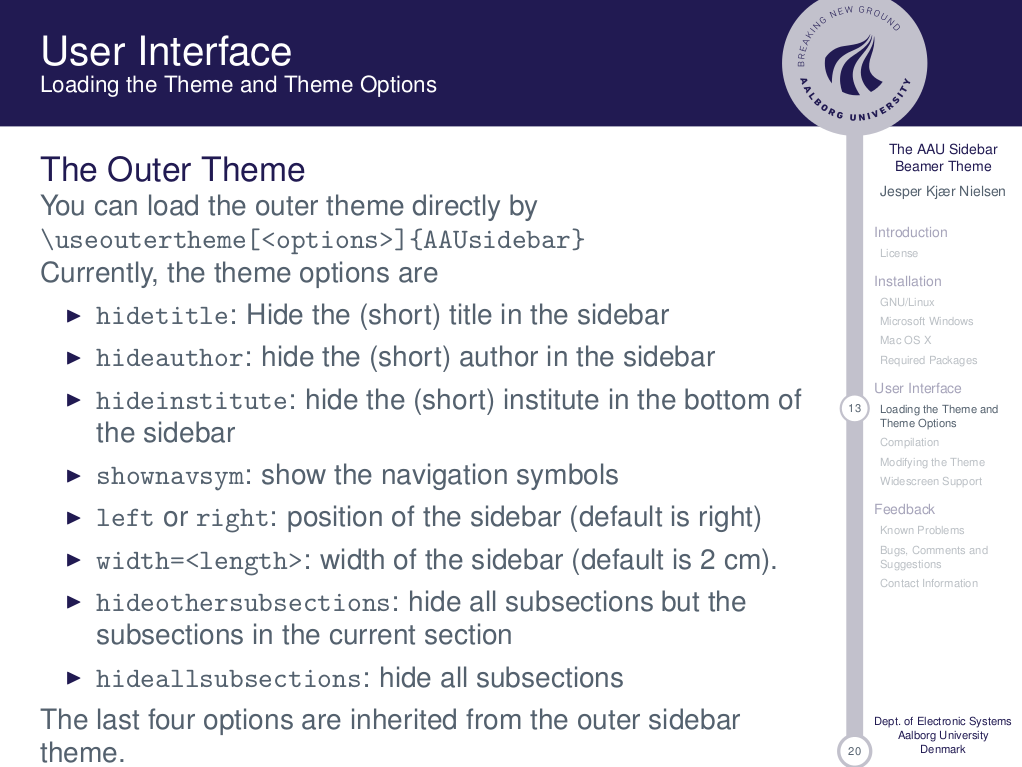 User Interface
Loading the Theme and Theme Options
BREAKING NEW GROUND
AALBORG UNIVERSITY
The Outer Theme
You can load the outer theme directly by
\useoutertheme[<options>]{AAUsidebar}
Currently, the theme options are
▶ hidetitle: Hide the (short) title in the sidebar
▶ hideauthor: hide the (short) author in the sidebar
▶ hideinstitute: hide the (short) institute in the bottom of
the sidebar
▶ shownavsym: show the navigation symbols
▶ left or right: position of the sidebar (default is right)
▶ width=<length>: width of the sidebar (default is 2 cm).
▶ hideothersubsections: hide all subsections but the
subsections in the current section
▶ hideallsubsections: hide all subsections
The last four options are inherited from the outer sidebar
theme.
The AAU Sidebar
Beamer Theme
Jesper Kjær Nielsen
Introduction
License
Installation
GNU/Linux
Microsoft Windows
Mac OS X
Required Packages
User Interface
13
Loading the Theme and
Theme Options
Compilation
Modifying the Theme
Widescreen Support
Feedback
Known Problems
Bugs, Comments and
Suggestions
Contact Information
Dept. of Electronic Systems
Aalborg University
Denmark
20